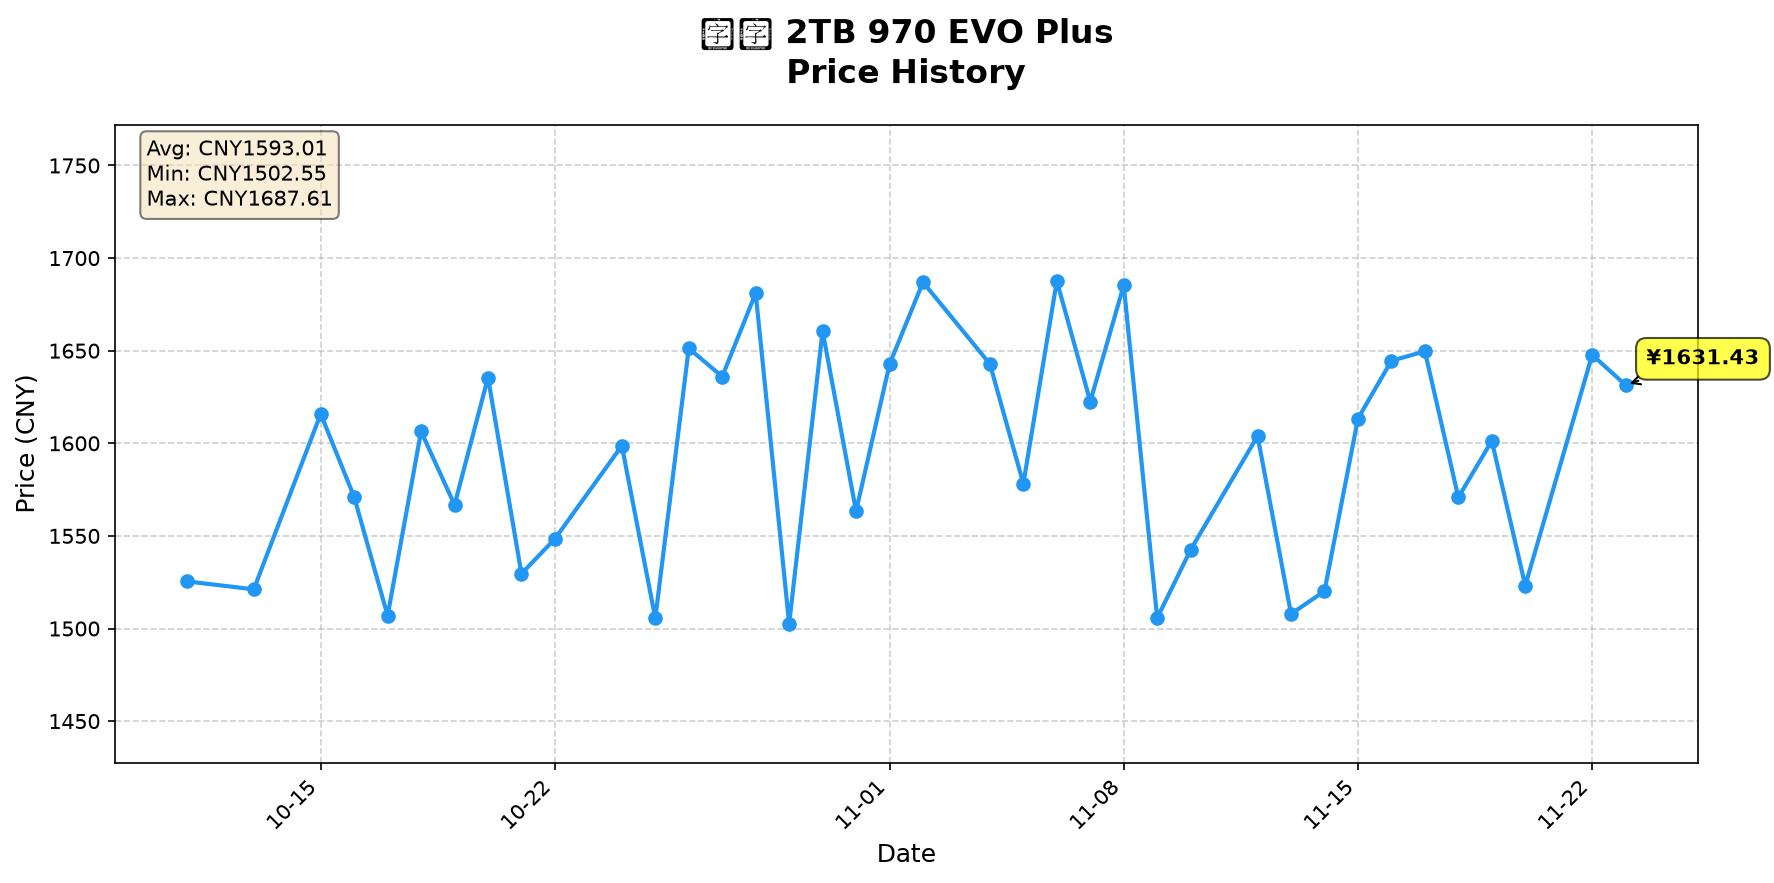 2TB 970 EVO Plus
Price History
Avg: CNY1593.01
Min: CNY1502.55
Max: CNY1687.61
¥1631.43
Price (CNY)
1750
1700
1650
1600
1550
1500
1450
10-15
10-22
11-01
11-08
11-15
11-22
Date